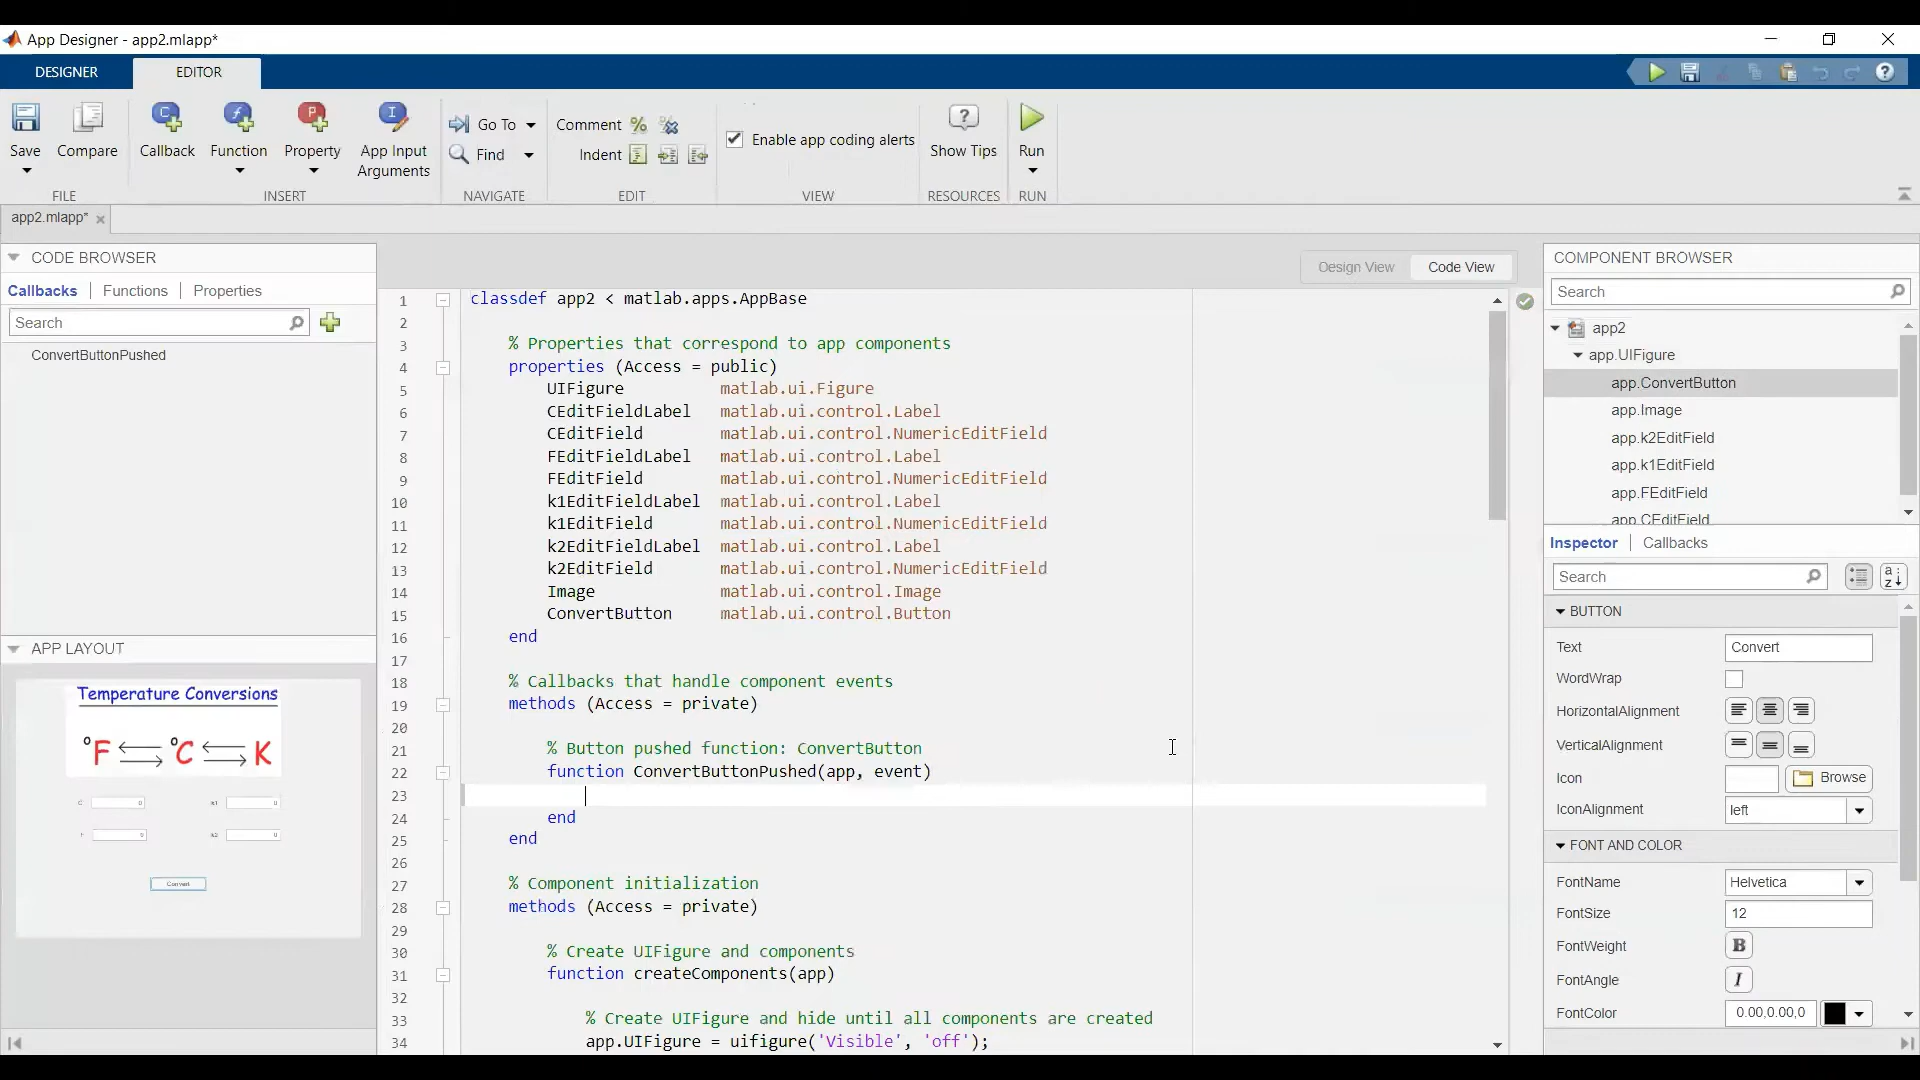 App Designer - app2.mlapp*
DESIGNER
EDITOR
Save
Compare
Callback
Function
Property
App Input
Arguments
Go To
Find
Comment
Indent
Enable app coding alerts
Show Tips
Run
FILE
INSERT
NAVIGATE
EDIT
VIEW
RESOURCES
RUN
app2.mlapp*
CODE BROWSER
Callbacks
Functions
Properties
Search
ConvertButtonPushed
APP LAYOUT
Temperature Conversions
°F °C K
Convert
Design View
Code View
1 classdef app2 < matlab.apps.AppBase
2
3 % Properties that correspond to app components
4 properties (Access = public)
5 UIFigure matlab.ui.Figure
6 CEditFieldLabel matlab.ui.control.Label
7 CEditField matlab.ui.control.NumericEditField
8 FEditFieldLabel matlab.ui.control.Label
9 FEditField matlab.ui.control.NumericEditField
10 k1EditFieldLabel matlab.ui.control.Label
11 k1EditField matlab.ui.control.NumericEditField
12 k2EditFieldLabel matlab.ui.control.Label
13 k2EditField matlab.ui.control.NumericEditField
14 Image matlab.ui.control.Image
15 ConvertButton matlab.ui.control.Button
16 end
17
18 % Callbacks that handle component events
19 methods (Access = private)
20
21 % Button pushed function: ConvertButton
22 function ConvertButtonPushed(app, event)
23
24 end
25 end
26
27 % Component initialization
28 methods (Access = private)
29
30 % Create UIFigure and components
31 function createComponents(app)
32
33 % Create UIFigure and hide until all components are created
34 app.UIFigure = uifigure('Visible', 'off');
COMPONENT BROWSER
Search
app2
app.UIFigure
app.ConvertButton
app.Image
app.k2EditField
app.k1EditField
app.FEditField
app.CEditField
Inspector
Callbacks
Search
BUTTON
Text Convert
WordWrap
HorizontalAlignment
VerticalAlignment
Icon Browse
IconAlignment left
FONT AND COLOR
FontName Helvetica
FontSize 12
FontWeight B
FontAngle I
FontColor 0.00,0.00,0